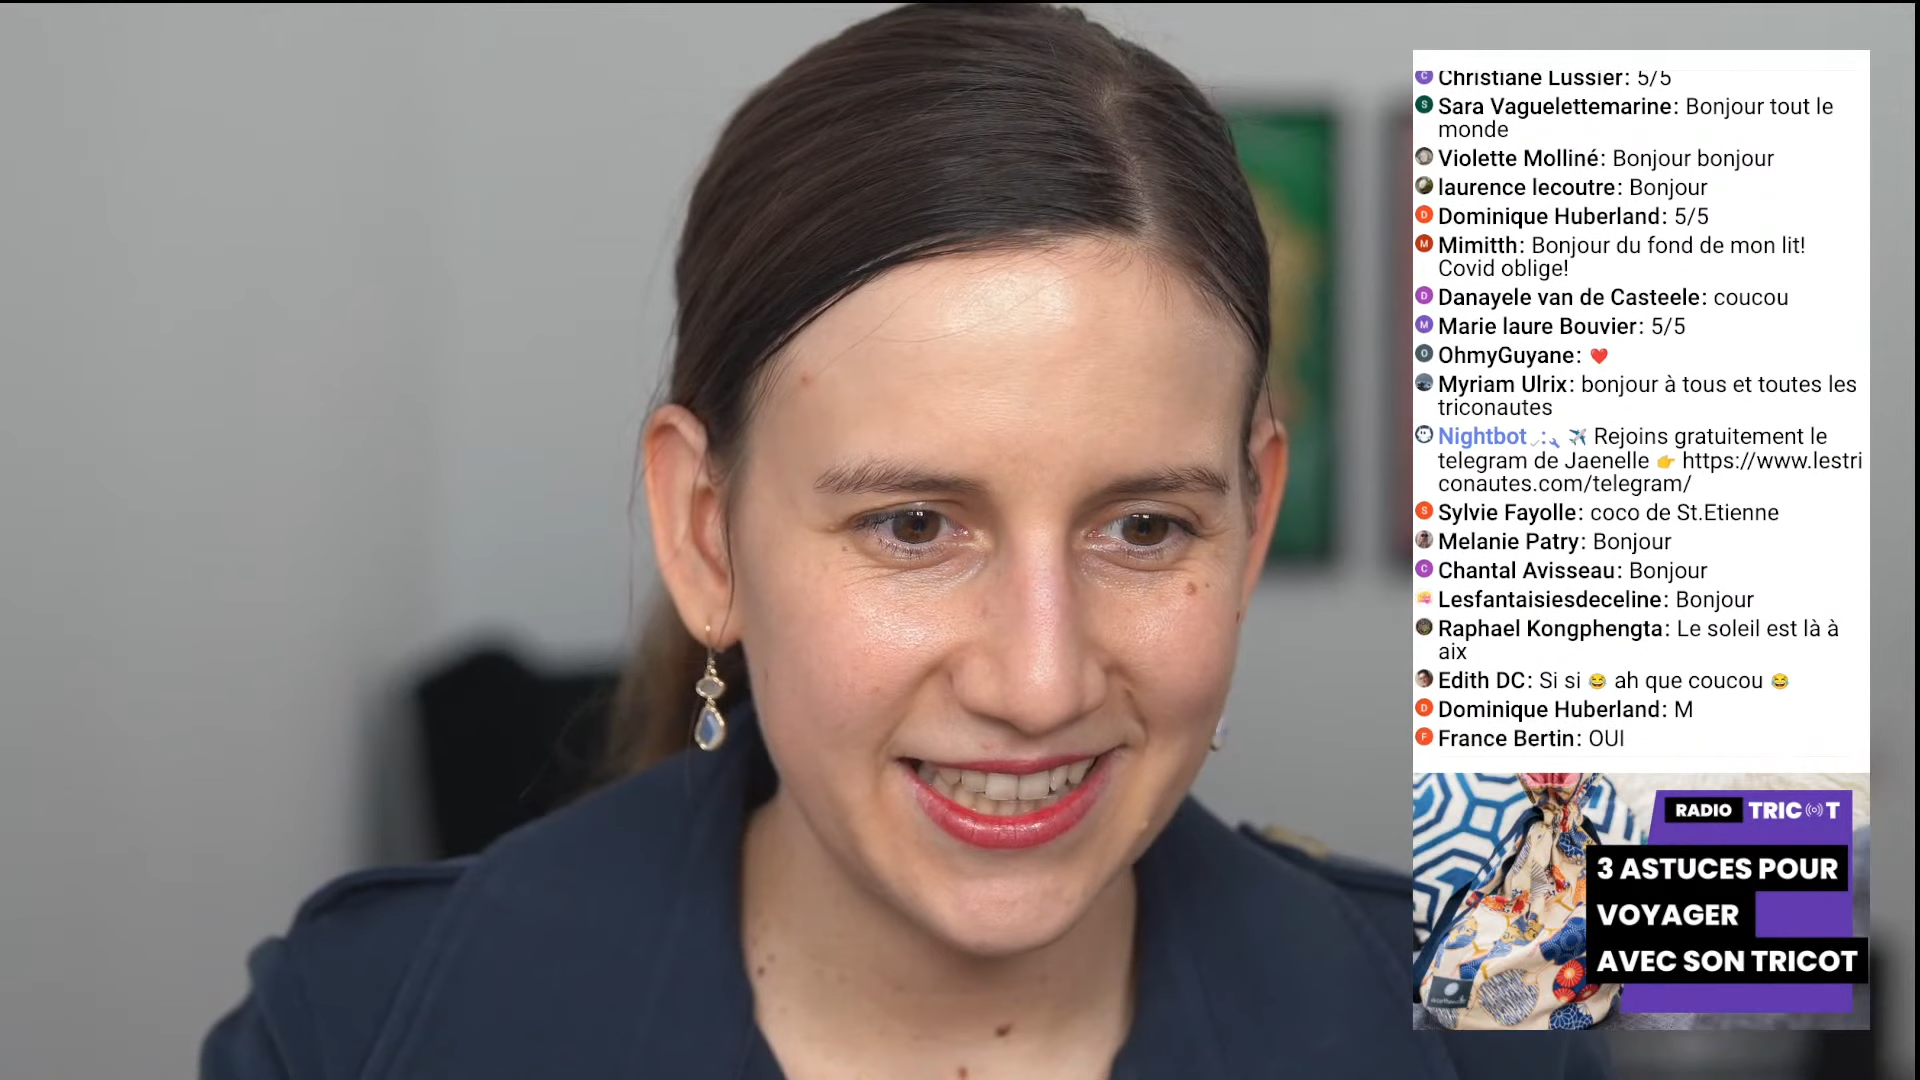 Christiane Lussier: 5/5
Sara Vaguelettemarine: Bonjour tout le
monde
Violette Molliné: Bonjour bonjour
laurence lecoutre: Bonjour
Dominique Huberland: 5/5
Mimitth: Bonjour du fond de mon lit!
Covid oblige!
Danayele van de Casteele: coucou
Marie laure Bouvier: 5/5
OhmyGuyane: ❤️
Myriam Ulrix: bonjour à tous et toutes les
triconautes
Nightbot : ✈️ Rejoins gratuitement le
telegram de Jaenelle 👉 https://www.lestri
conautes.com/telegram/
Sylvie Fayolle: coco de St.Etienne
Melanie Patry: Bonjour
Chantal Avisseau: Bonjour
Lesfantaisiesdeceline: Bonjour
Raphael Kongphengta: Le soleil est là à
aix
Edith DC: Si si 😂 ah que coucou 😂
Dominique Huberland: M
France Bertin: OUI
RADIO TRICOT
3 ASTUCES POUR
VOYAGER
AVEC SON TRICOT